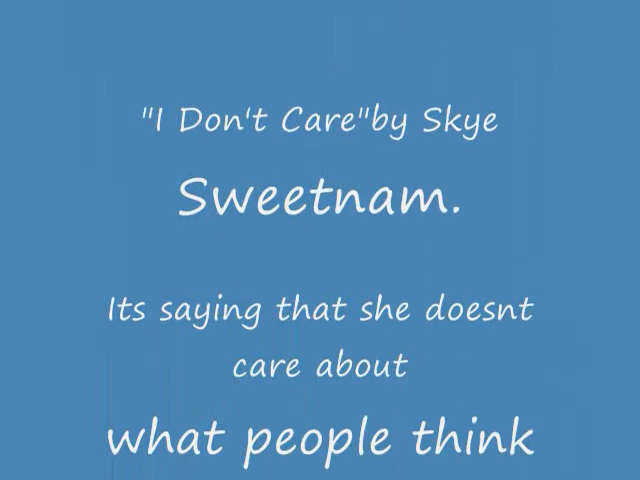 "I Don't Care"by Skye
Sweetnam.
Its saying that she doesnt
care about
what people think